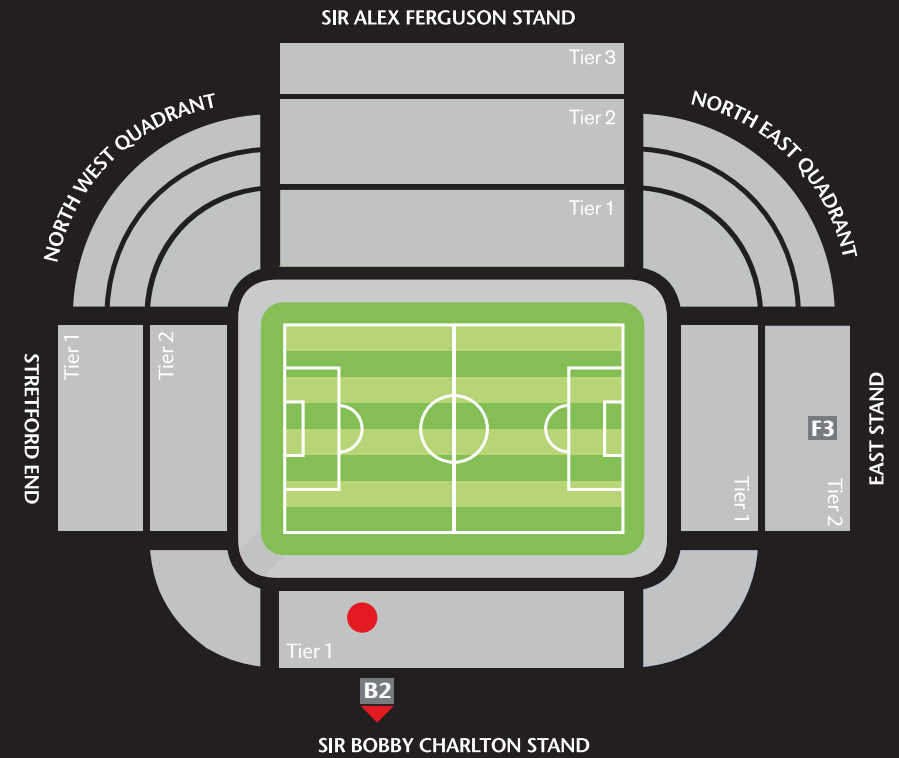 SIR ALEX FERGUSON STAND
Tier 3
NORTH WEST QUADRANT
NORTH EAST QUADRANT
Tier 2
Tier 1
STRETFORD END
Tier 1
Tier 2
F3
EAST STAND
Tier 1
Tier 2
Tier 1
B2
SIR BOBBY CHARLTON STAND